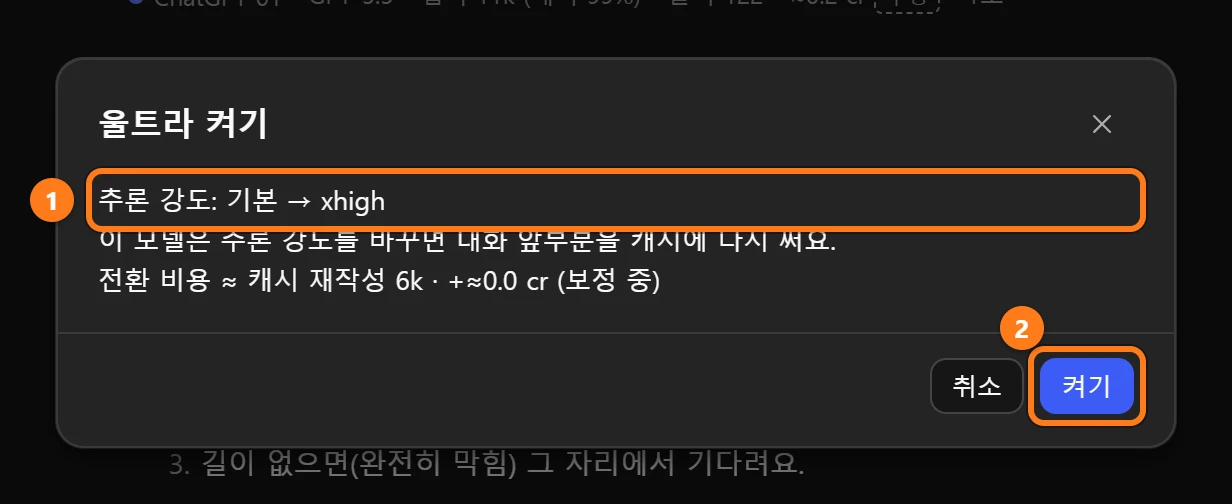 울트라 켜기
1
추론 강도: 기본 → xhigh
이 모델은 추론 강도를 바꾸면 대화 앞부분을 캐시에 다시 써요.
전환 비용 ≈ 캐시 재작성 6k · +≈0.0 cr (보정 중)
2
취소
켜기
3. 길이 없으면(완전히 막힘) 그 자리에서 기다려요.